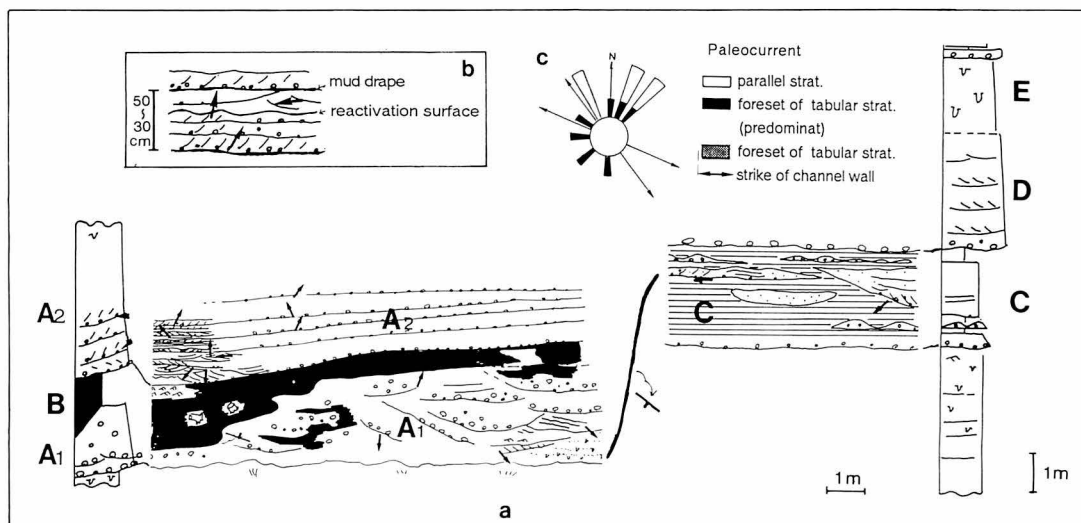 b
mud drape
50
~
30
cm
reactivation surface
c
N
Paleocurrent
parallel strat.
foreset of tabular strat.
(predominat)
foreset of tabular strat.
strike of channel wall
v
E
v
v
v
D
A2
B
A1
v
v v
A2
A1
C
C
v
v
v
v
v
1m
1m
a